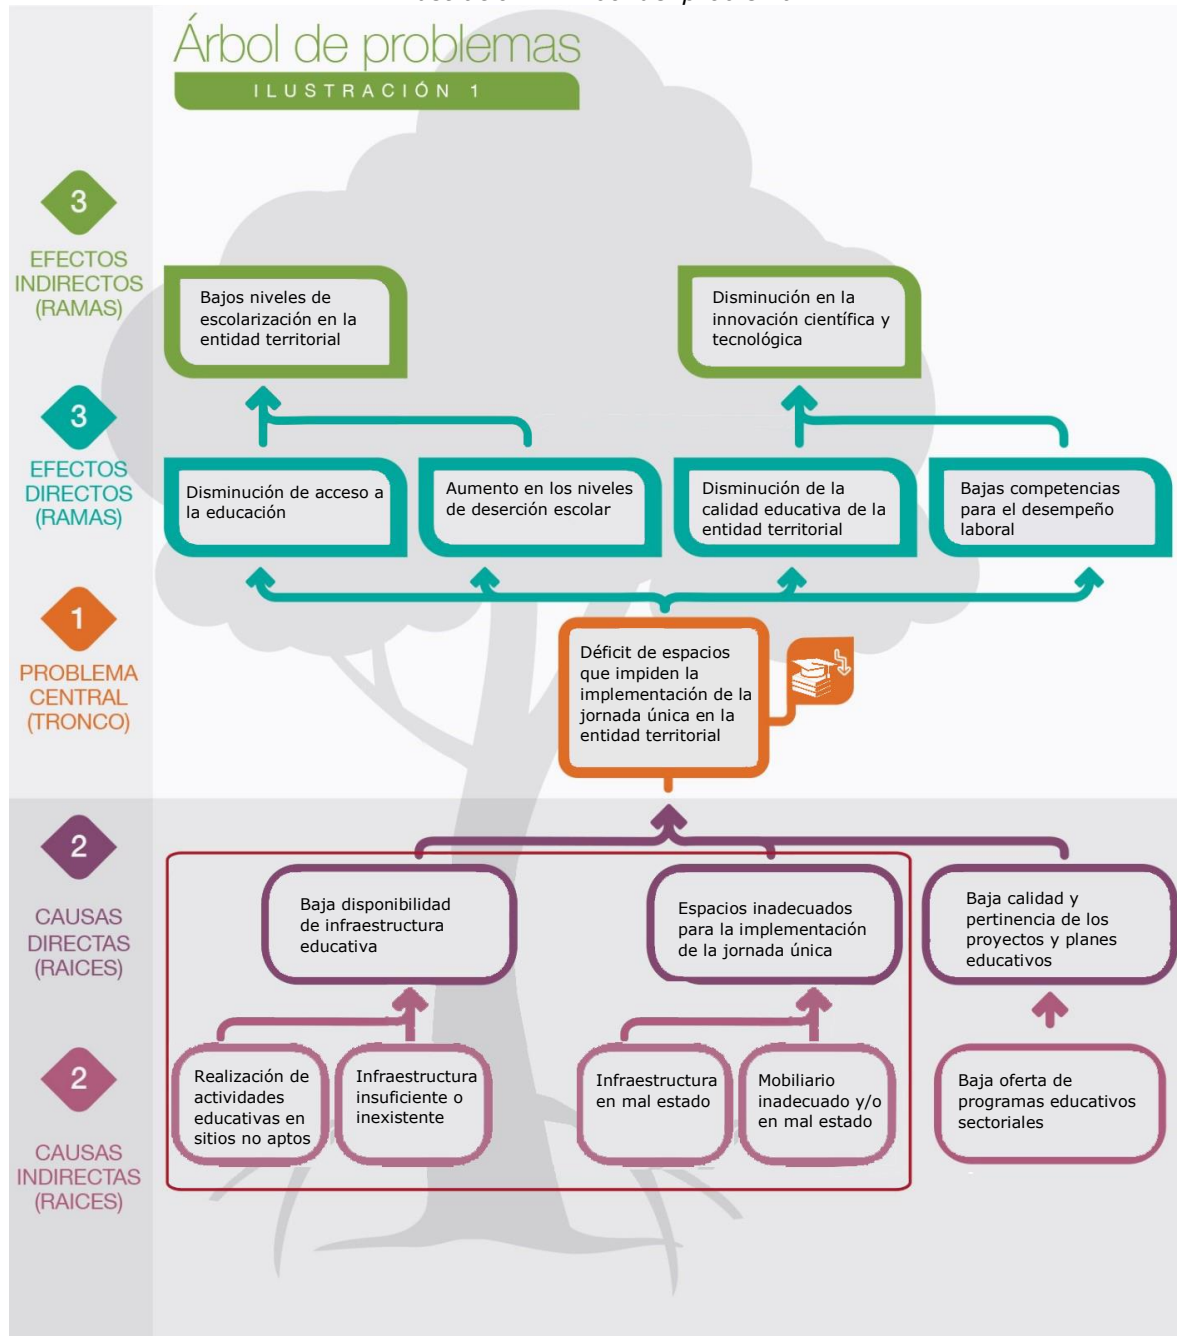 Árbol de problemas
ILUSTRACIÓN 1
3
EFECTOS
INDIRECTOS
(RAMAS)
Bajos niveles de
escolarización en la
entidad territorial
Disminución en la
innovación científica y
tecnológica
3
EFECTOS
DIRECTOS
(RAMAS)
Disminución de acceso a
la educación
Aumento en los niveles
de deserción escolar
Disminución de la
calidad educativa de la
entidad territorial
Bajas competencias
para el desempeño
laboral
1
PROBLEMA
CENTRAL
(TRONCO)
Déficit de espacios
que impiden la
implementación de la
jornada única en la
entidad territorial
2
CAUSAS
DIRECTAS
(RAICES)
Baja disponibilidad
de infraestructura
educativa
Espacios inadecuados
para la implementación
de la jornada única
Baja calidad y
pertinencia de los
proyectos y planes
educativos
2
CAUSAS
INDIRECTAS
(RAICES)
Realización de
actividades
educativas en
sitios no aptos
Infraestructura
insuficiente o
inexistente
Infraestructura
en mal estado
Mobiliario
inadecuado y/o
en mal estado
Baja oferta de
programas educativos
sectoriales